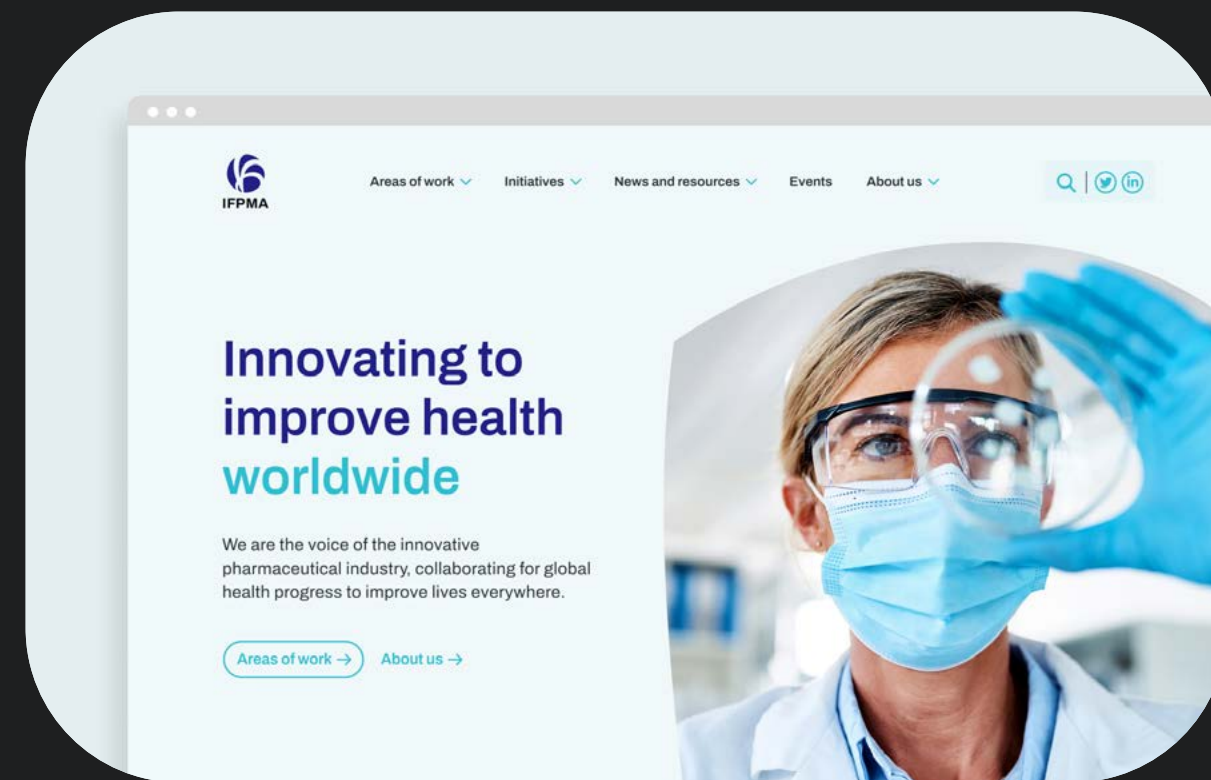 IFPMA
Areas of work
Initiatives
News and resources
Events
About us
Innovating to
improve health
worldwide
We are the voice of the innovative
pharmaceutical industry, collaborating for global
health progress to improve lives everywhere.
Areas of work →
About us →